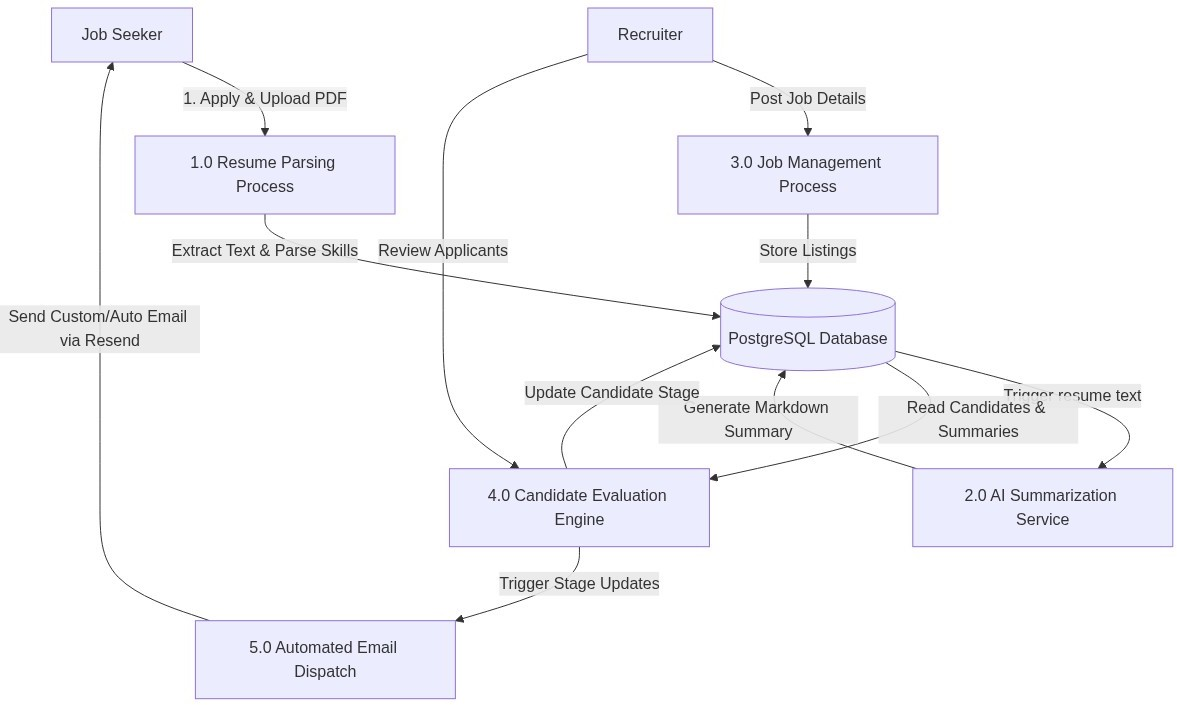 Job Seeker
Recruiter
1. Apply & Upload PDF
Post Job Details
1.0 Resume Parsing
Process
3.0 Job Management
Process
Extract Text & Parse Skills
Review Applicants
Store Listings
Send Custom/Auto Email
via Resend
PostgreSQL Database
Update Candidate Stage
Trigger resume text
Generate Markdown
Summary
Read Candidates &
Summaries
4.0 Candidate Evaluation
Engine
2.0 AI Summarization
Service
Trigger Stage Updates
5.0 Automated Email
Dispatch